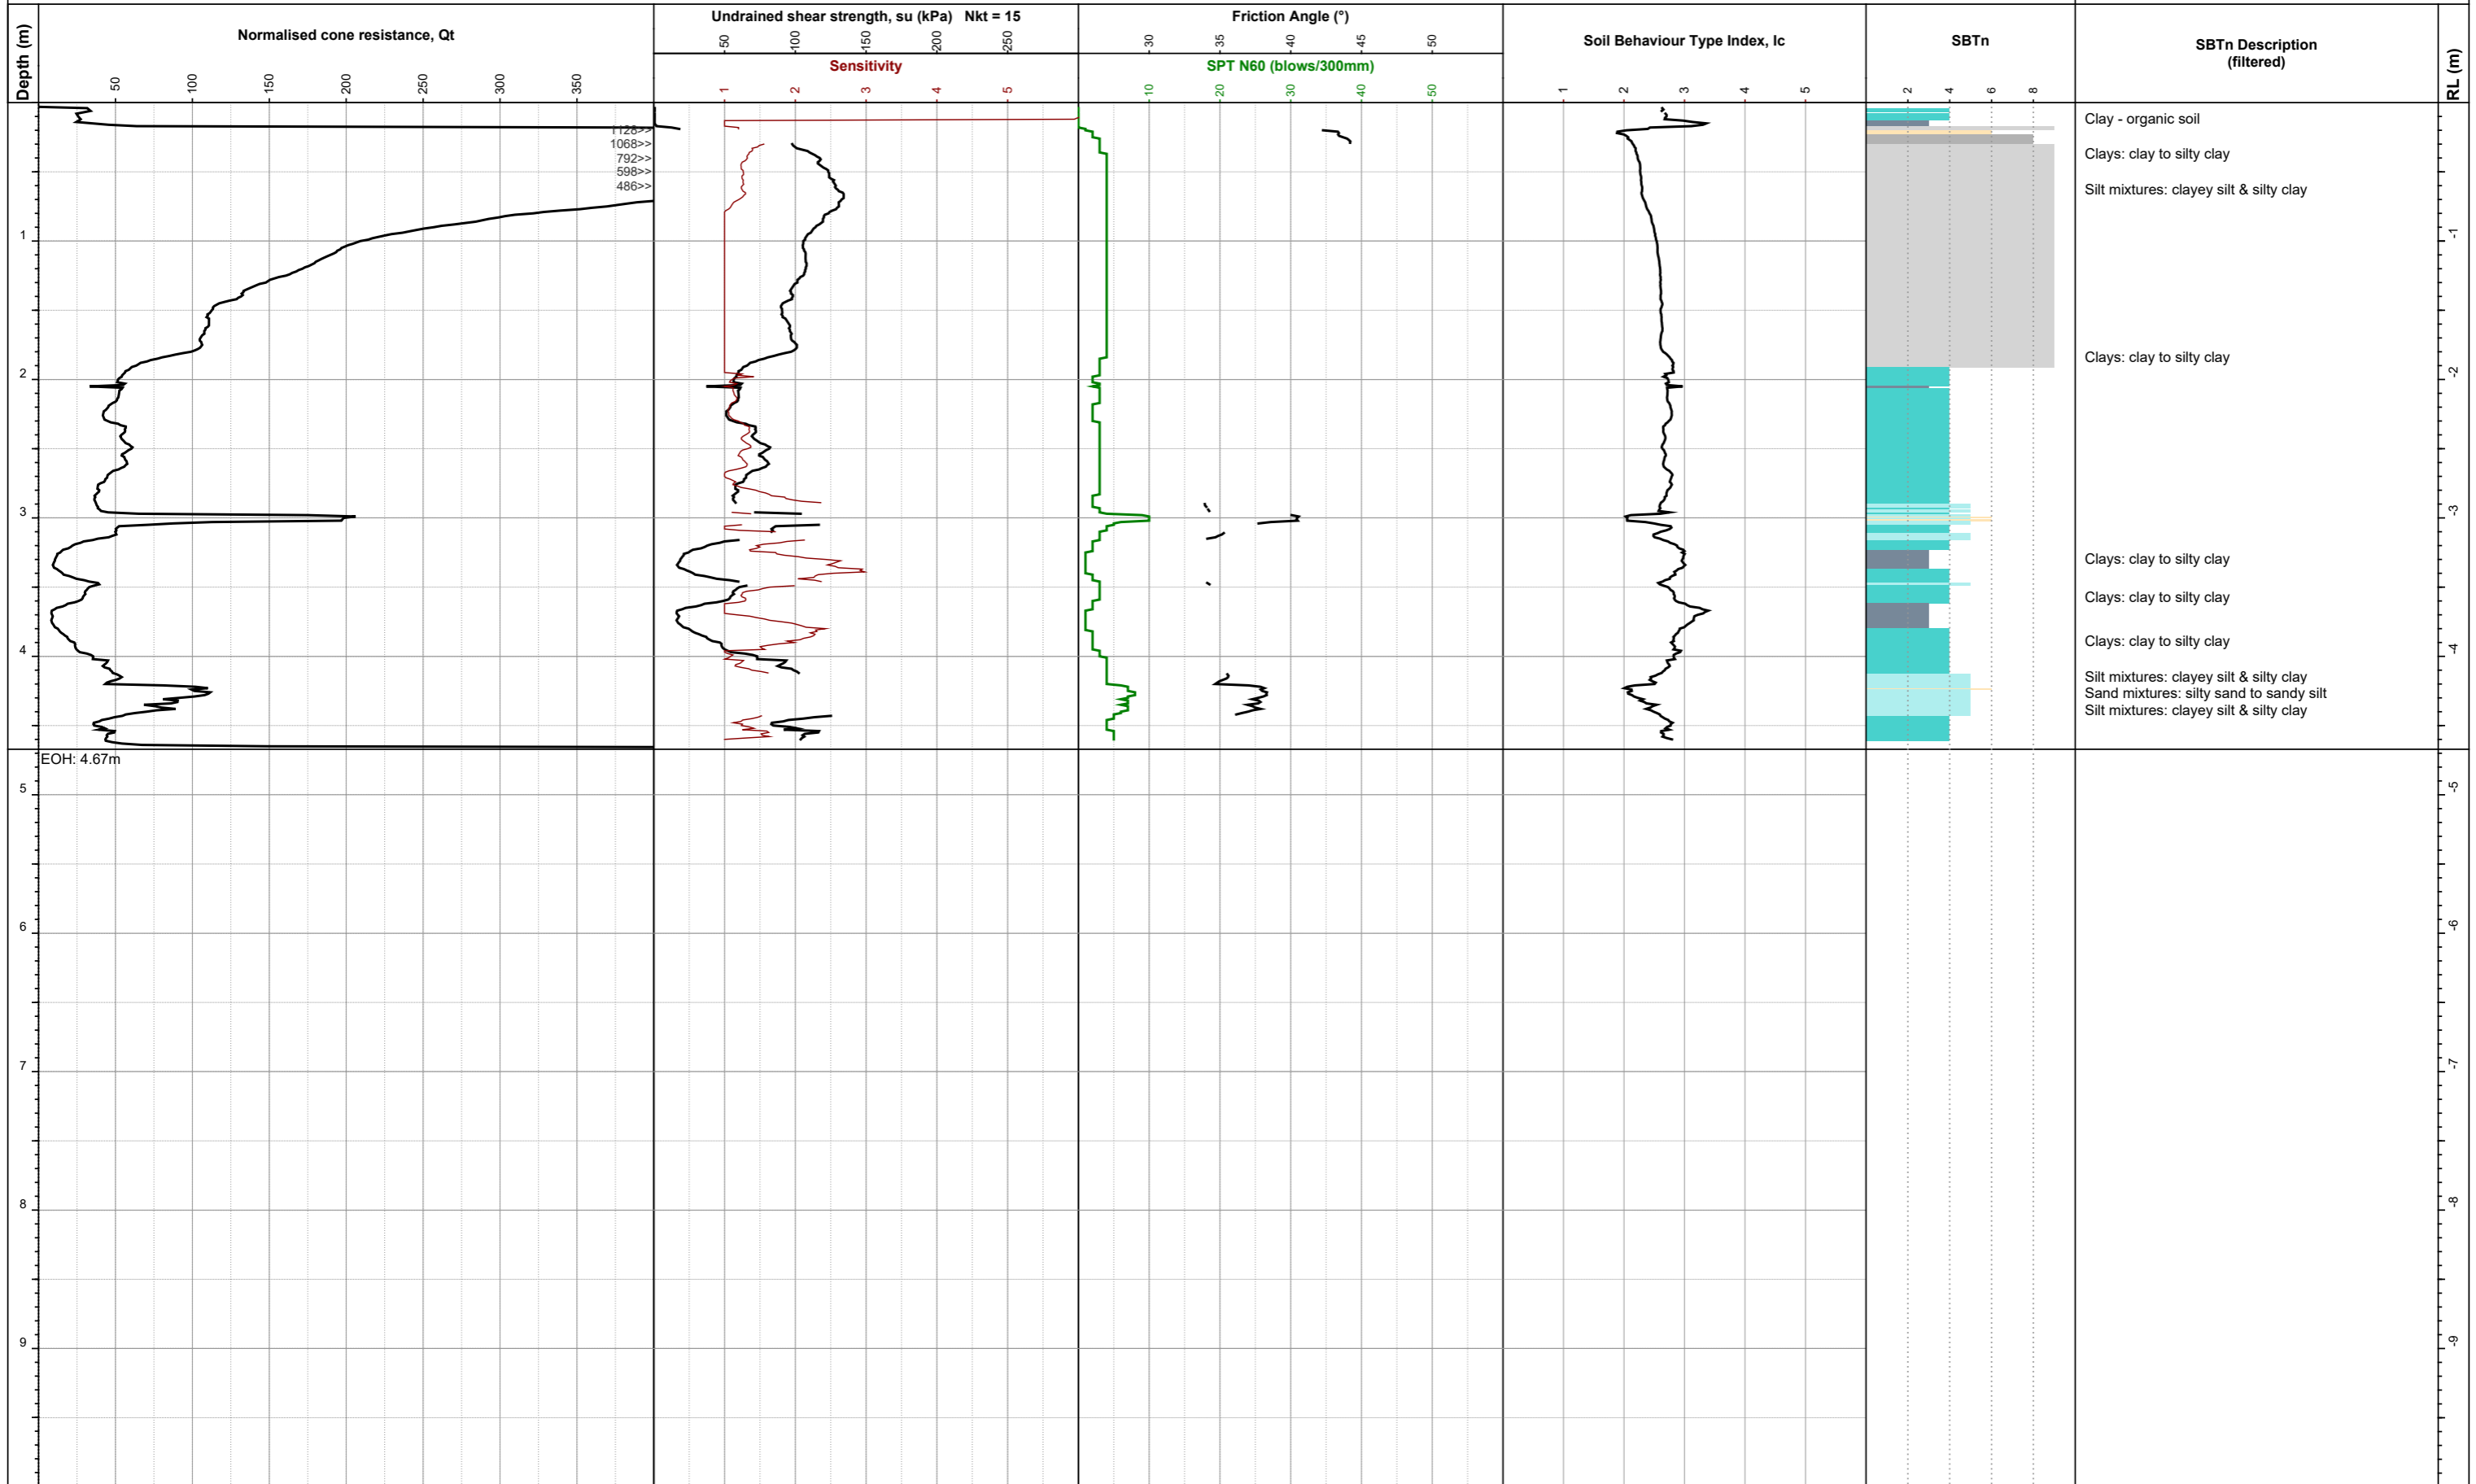 Depth (m)
Normalised cone resistance, Qt
50
100
150
200
250
300
350
Undrained shear strength, su (kPa) Nkt = 15
50
100
150
200
250
Sensitivity
1
2
3
4
5
Friction Angle (°)
30
35
40
45
50
SPT N60 (blows/300mm)
10
20
30
40
50
Soil Behaviour Type Index, Ic
1
2
3
4
5
SBTn
2
4
6
8
SBTn Description
(filtered)
RL (m)
1128>>
1068>>
792>>
598>>
486>>
Clay - organic soil
Clays: clay to silty clay
Silt mixtures: clayey silt & silty clay
Clays: clay to silty clay
Clays: clay to silty clay
Clays: clay to silty clay
Clays: clay to silty clay
Silt mixtures: clayey silt & silty clay
Sand mixtures: silty sand to sandy silt
Silt mixtures: clayey silt & silty clay
EOH: 4.67m
1
2
3
4
5
6
7
8
9
-1
-2
-3
-4
-5
-6
-7
-8
-9